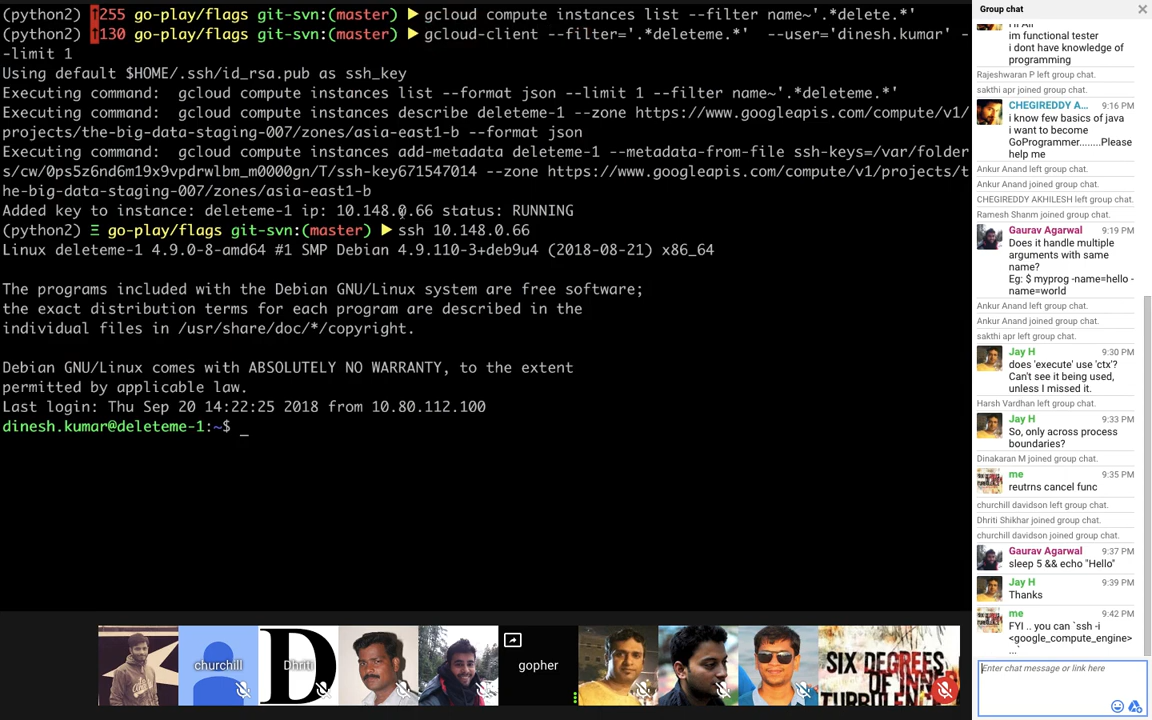 (python2) ↑255 go-play/flags git-svn:(master) ▶ gcloud compute instances list --filter name~'.*delete.*'
(python2) ↑130 go-play/flags git-svn:(master) ▶ gcloud-client --filter='.*deleteme.*'  --user='dinesh.kumar' -
-limit 1
Using default $HOME/.ssh/id_rsa.pub as ssh_key
Executing command:  gcloud compute instances list --format json --limit 1 --filter name~'.*deleteme.*'
Executing command:  gcloud compute instances describe deleteme-1 --zone https://www.googleapis.com/compute/v1/
projects/the-big-data-staging-007/zones/asia-east1-b --format json
Executing command:  gcloud compute instances add-metadata deleteme-1 --metadata-from-file ssh-keys=/var/folder
s/cw/0ps5z6nd6m19x9vpdrwlbm_m0000gn/T/ssh-key671547014 --zone https://www.googleapis.com/compute/v1/projects/t
he-big-data-staging-007/zones/asia-east1-b
Added key to instance: deleteme-1 ip: 10.148.0.66 status: RUNNING
(python2) Ξ go-play/flags git-svn:(master) ▶ ssh 10.148.0.66
Linux deleteme-1 4.9.0-8-amd64 #1 SMP Debian 4.9.110-3+deb9u4 (2018-08-21) x86_64
The programs included with the Debian GNU/Linux system are free software;
the exact distribution terms for each program are described in the
individual files in /usr/share/doc/*/copyright.
Debian GNU/Linux comes with ABSOLUTELY NO WARRANTY, to the extent
permitted by applicable law.
Last login: Thu Sep 20 14:22:25 2018 from 10.80.112.100
dinesh.kumar@deleteme-1:~$ _
churchill
Dhriti
D
gopher
SIX DEGREES
OF IN
TURBULEN
Group chat
Hi All
im functional tester
i dont have knowledge of
programming
Rajeshwaran P left group chat.
sakthi apr joined group chat.
CHEGIREDDY A... 9:16 PM
i know few basics of java
i want to become
GoProgrammer........Please
help me
Ankur Anand left group chat.
Ankur Anand joined group chat.
CHEGIREDDY AKHILESH left group chat.
Ramesh Shanm joined group chat.
Gaurav Agarwal 9:19 PM
Does it handle multiple
arguments with same
name?
Eg: $ myprog -name=hello -
name=world
Ankur Anand left group chat.
Ankur Anand joined group chat.
sakthi apr left group chat.
Jay H 9:30 PM
does 'execute' use 'ctx'?
Can't see it being used,
unless I missed it.
Harsh Vardhan left group chat.
Jay H 9:33 PM
So, only across process
boundaries?
Dinakaran M joined group chat.
me 9:35 PM
reutrns cancel func
churchill davidson left group chat.
Dhriti Shikhar joined group chat.
churchill davidson joined group chat.
Gaurav Agarwal 9:37 PM
sleep 5 && echo "Hello"
Jay H 9:39 PM
Thanks
me 9:42 PM
FYI .. you can `ssh -i
<google_compute_engine>
Enter chat message or link here